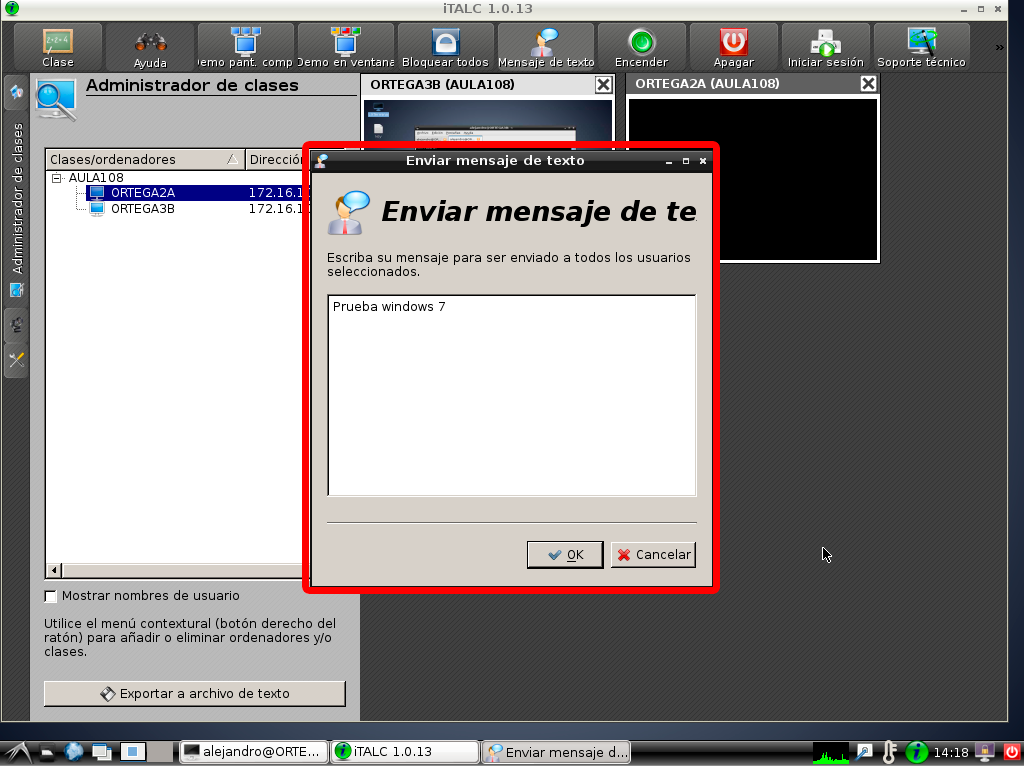 iTALC 1.0.13
Clase
Ayuda
Demo pant. comp
Demo en ventana
Bloquear todos
Mensaje de texto
Encender
Apagar
Iniciar sesión
Soporte técnico
»
Administrador de clases
Administrador de clases
Clases/ordenadores
Direcció
AULA108
ORTEGA2A 172.16.1
ORTEGA3B 172.16.1
Mostrar nombres de usuario
Utilice el menú contextural (botón derecho del
ratón) para añadir o eliminar ordenadores y/o
clases.
Exportar a archivo de texto
ORTEGA3B (AULA108)
ORTEGA2A (AULA108)
Enviar mensaje de texto
Enviar mensaje de te
Escriba su mensaje para ser enviado a todos los usuarios
seleccionados.
Prueba windows 7
OK
Cancelar
alejandro@ORTE...
iTALC 1.0.13
Enviar mensaje d...
14:18